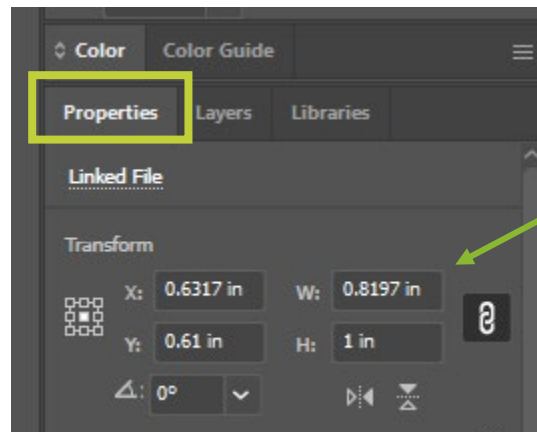 Color Color Guide
Properties Layers Libraries
Linked File
Transform
X: 0.6317 in W: 0.8197 in
Y: 0.61 in H: 1 in
0°